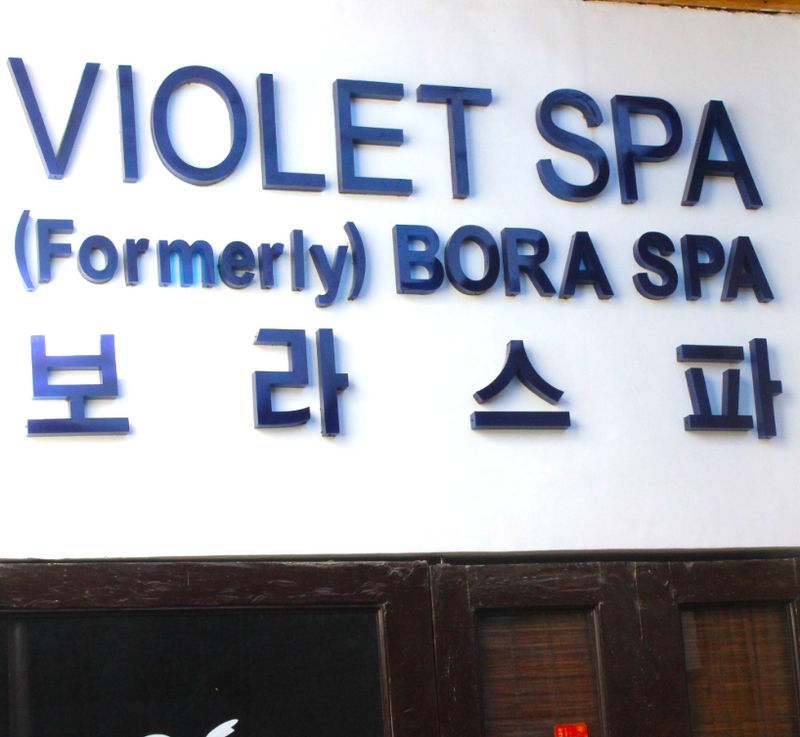 VIOLET SPA
(Formerly) BORA SPA
보라스파